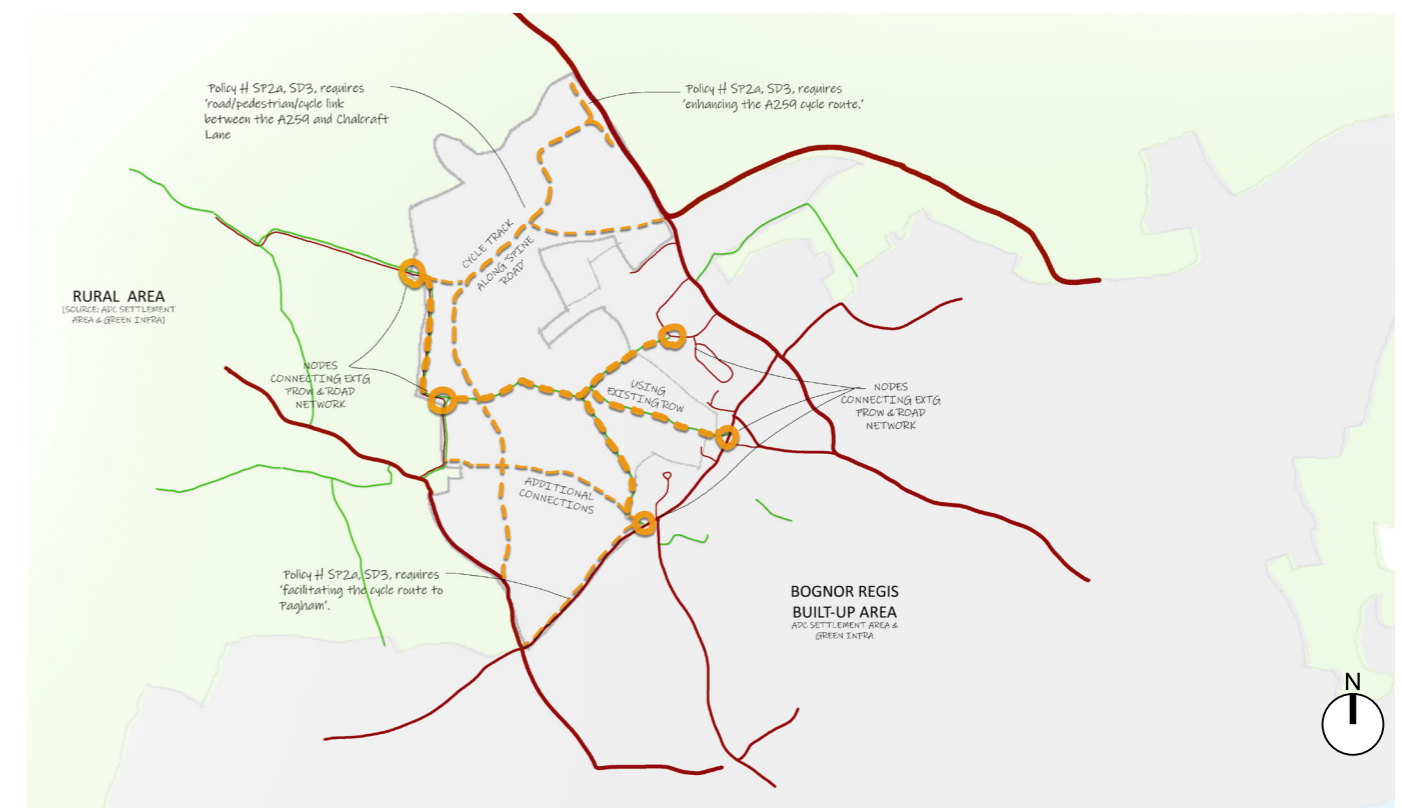 Policy H SP2a, SD3, requires
'road/pedestrian/cycle link
between the A259 and Chalcraft
Lane
Policy H SP2a, SD3, requires
'enhancing the A259 cycle route.'
CYCLE TRACK
ALONG 'SPINE
ROAD'
RURAL AREA
[SOURCE: ADC SETTLEMENT
AREA & GREEN INFRA]
NODES
CONNECTING EXTG
PROW & ROAD
NETWORK
USING
EXISTING ROW
NODES
CONNECTING EXTG
PROW & ROAD
NETWORK
ADDITIONAL
CONNECTIONS
Policy H SP2a, SD3, requires
'facilitating the cycle route to
Pagham'.
BOGNOR REGIS
BUILT-UP AREA
ADC SETTLEMENT AREA &
GREEN INFRA
N